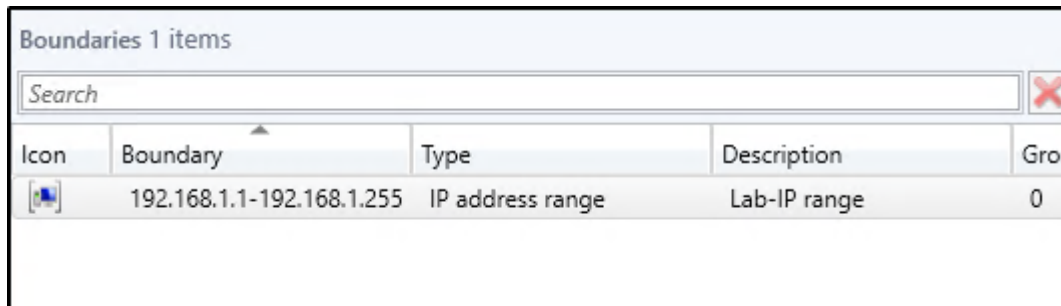 Boundaries 1 items
Search
Icon Boundary Type Description Gro
192.168.1.1-192.168.1.255 IP address range Lab-IP range 0